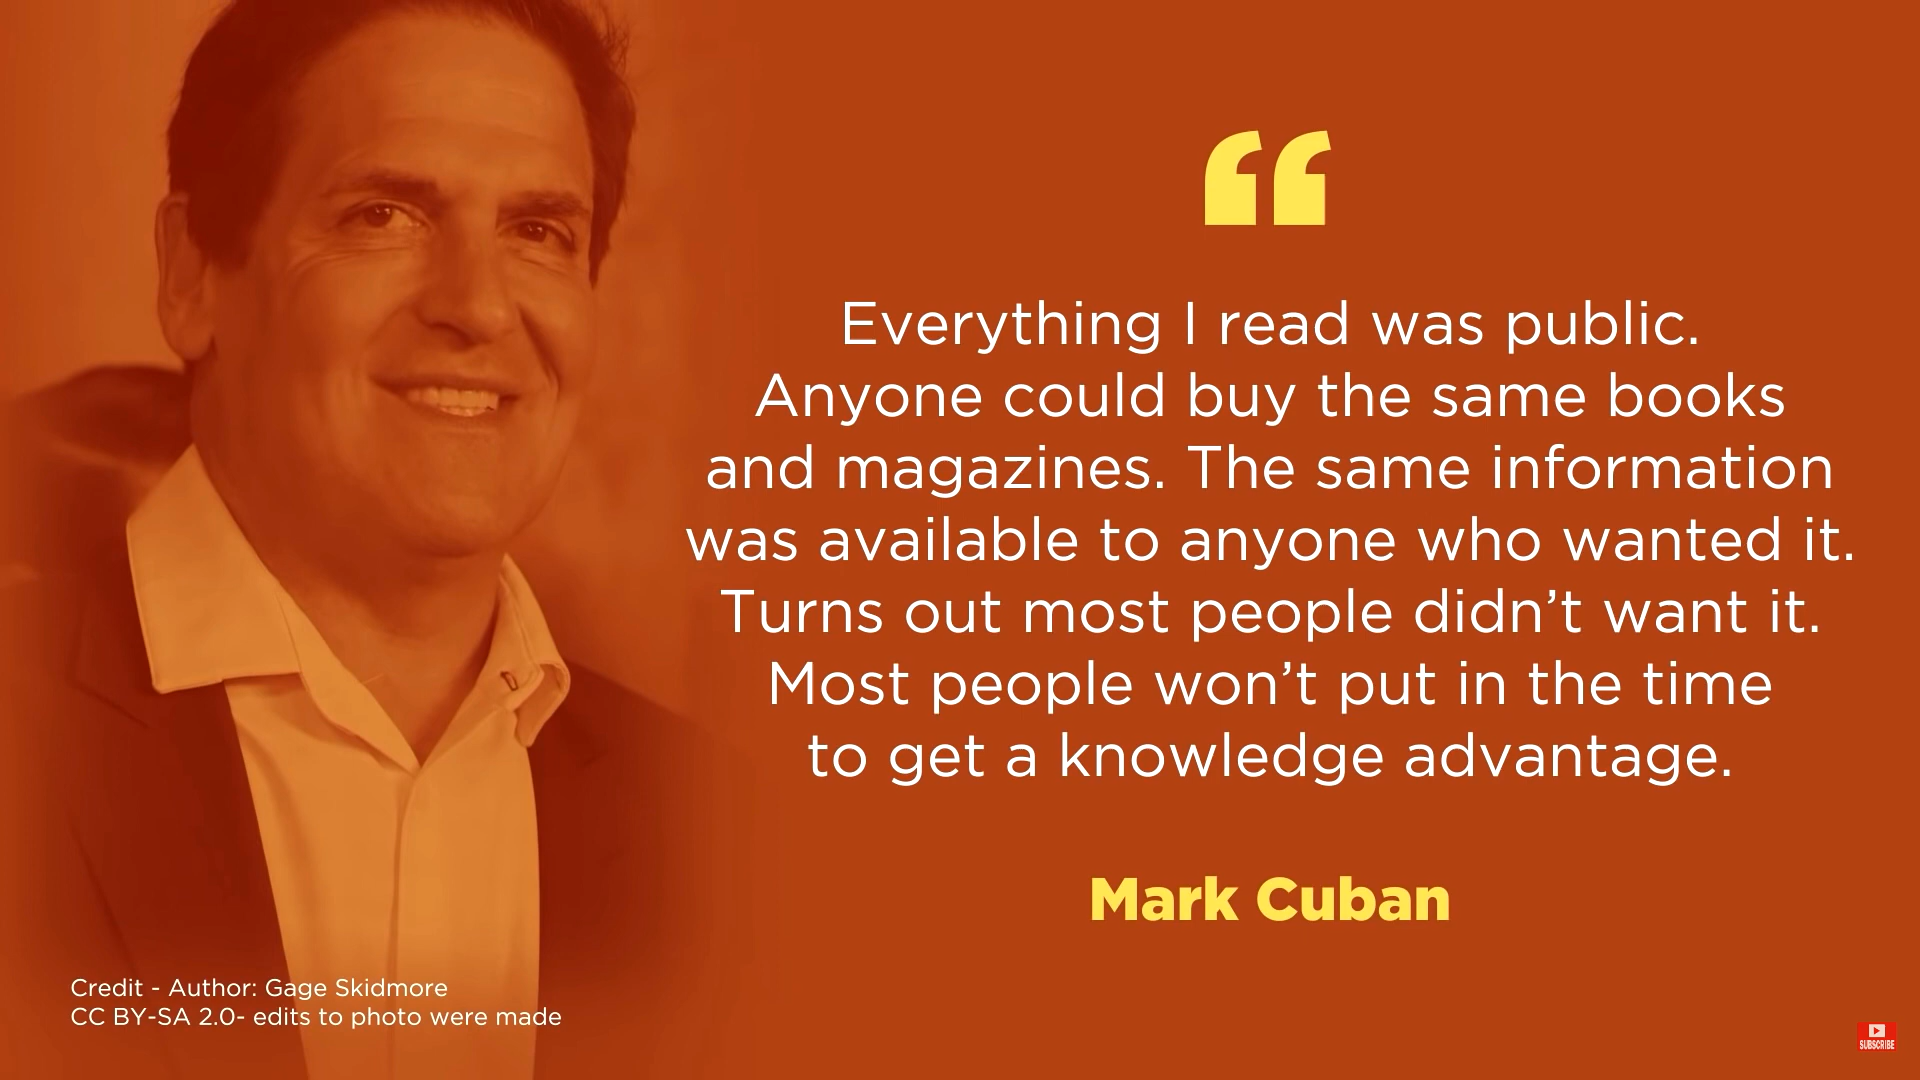 “
Everything I read was public.
Anyone could buy the same books
and magazines. The same information
was available to anyone who wanted it.
Turns out most people didn’t want it.
Most people won’t put in the time
to get a knowledge advantage.
Mark Cuban
Credit - Author: Gage Skidmore
CC BY-SA 2.0- edits to photo were made
SUBSCRIBE